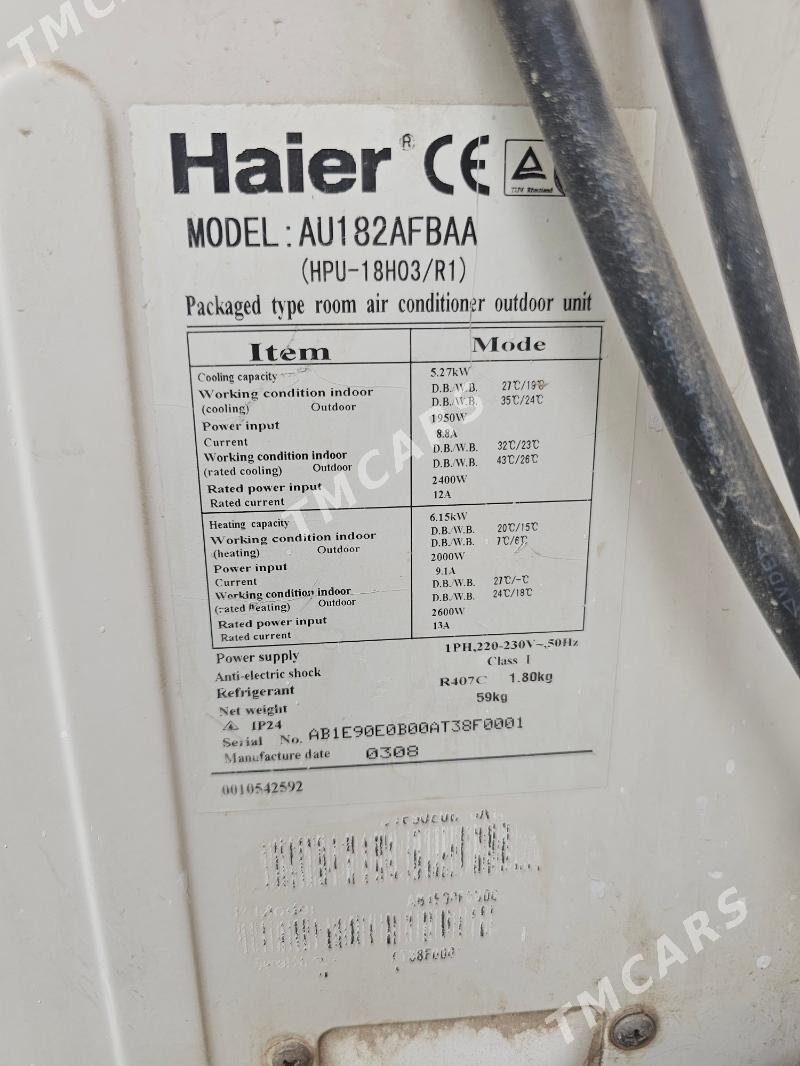 TMCARS
Haier® CE
TÜV Rheinland
MODEL:AU182AFBAA
(HPU-18H03/R1)
Packaged type room air conditioner outdoor unit
Item Mode
Cooling capacity 5.27kW
Working condition indoor D.B./W.B. 27℃/19℃
(cooling) Outdoor D.B./W.B. 35℃/24℃
Power input 1950W
Current 8.8A
Working condition indoor D.B./W.B. 32℃/23℃
(rated cooling) Outdoor D.B./W.B. 43℃/26℃
Rated power input 2400W
Rated current 12A
TMCARS
Heating capacity 6.15kW
Working condition indoor D.B./W.B. 20℃/15℃
(heating) Outdoor D.B./W.B. 7℃/6℃
Power input 2000W
Current 9.1A
Working condition indoor D.B./W.B. 27℃/-℃
(rated heating) Outdoor D.B./W.B. 24℃/18℃
Rated power input 2600W
Rated current 13A
Power supply 1PH,220-230V~,50Hz
Anti-electric shock Class I
Refrigerant R407C 1.80kg
Net weight 59kg
IP24
Serial No. AB1E90E0B00AT38F0001
Manufacture date 0308
0010542592
TMCARS